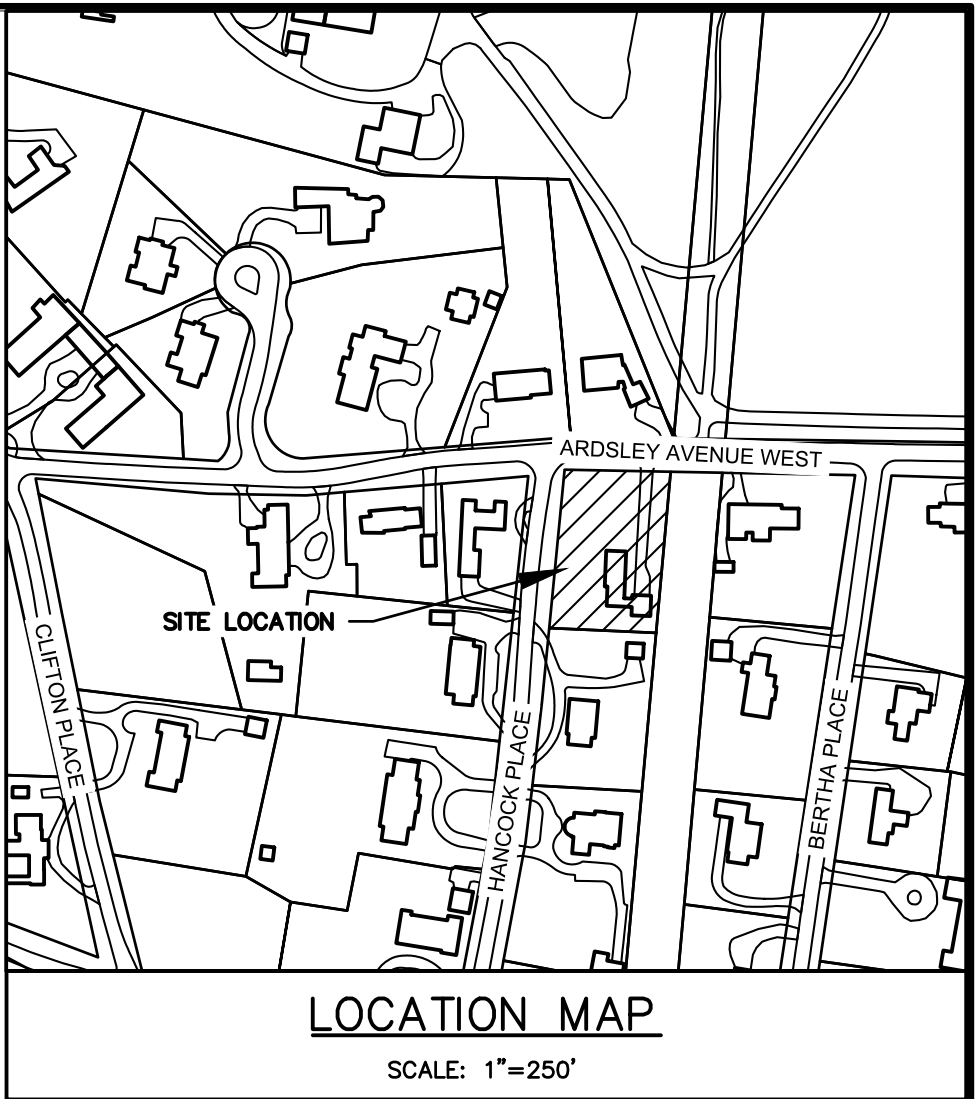 ARDSLEY AVENUE WEST
SITE LOCATION
CLIFTON PLACE
HANCOCK PLACE
BERTHA PLACE
LOCATION MAP
SCALE: 1"=250'